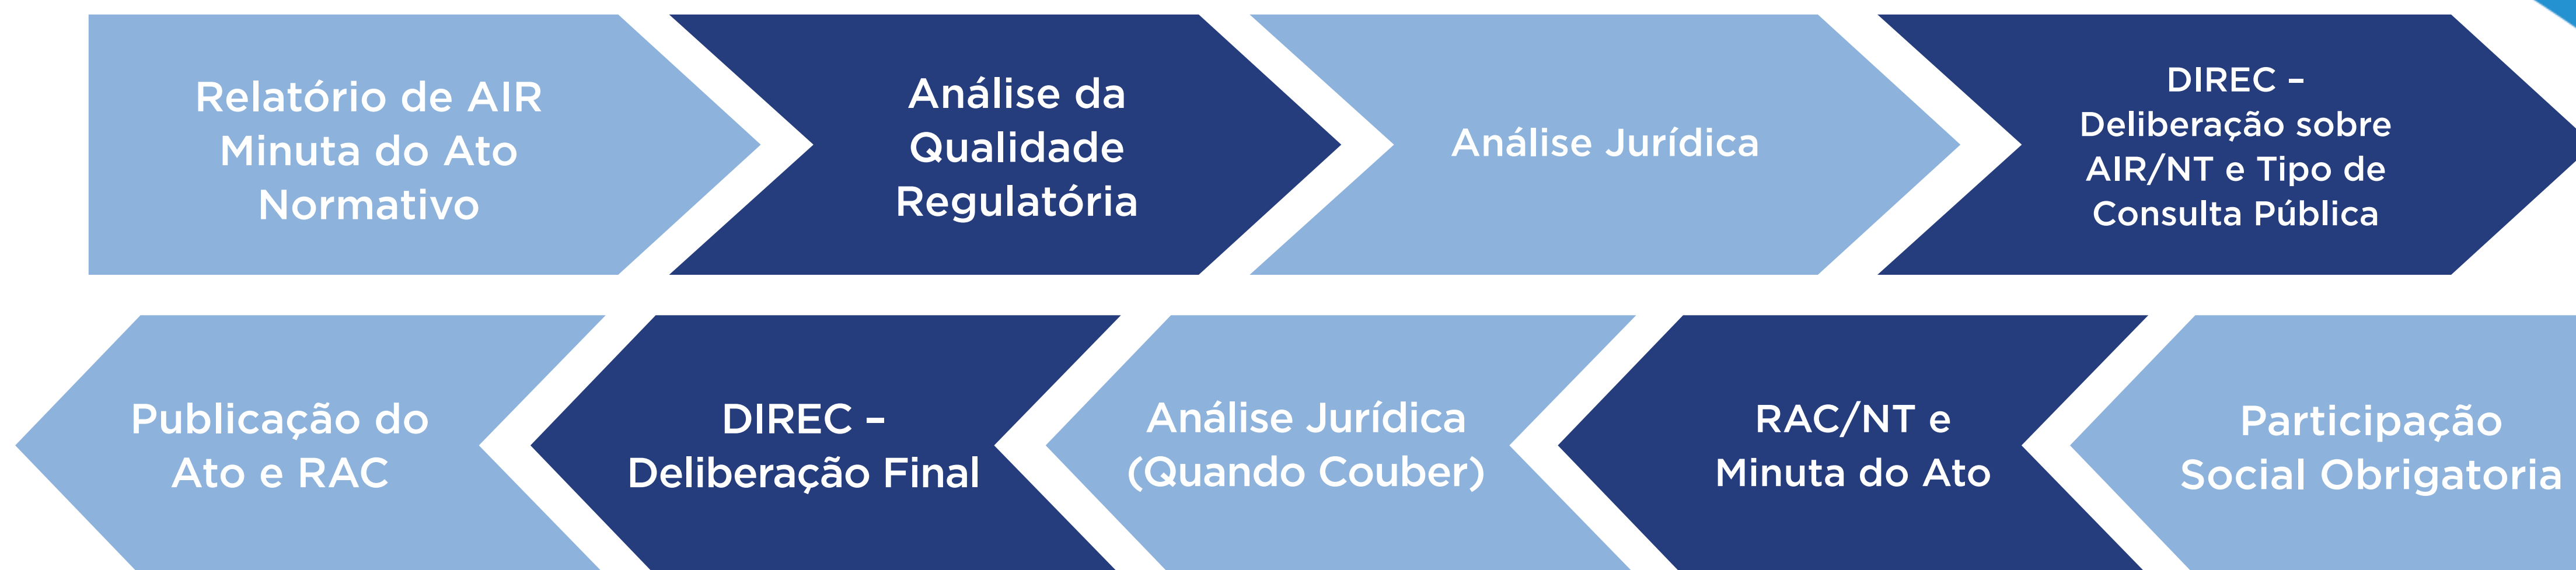 Relatório de AIR
Minuta do Ato
Normativo
Análise da
Qualidade
Regulatória
Análise Jurídica
DIREC –
Deliberação sobre
AIR/NT e Tipo de
Consulta Pública
Publicação do
Ato e RAC
DIREC –
Deliberação Final
Análise Jurídica
(Quando Couber)
RAC/NT e
Minuta do Ato
Participação
Social Obrigatoria